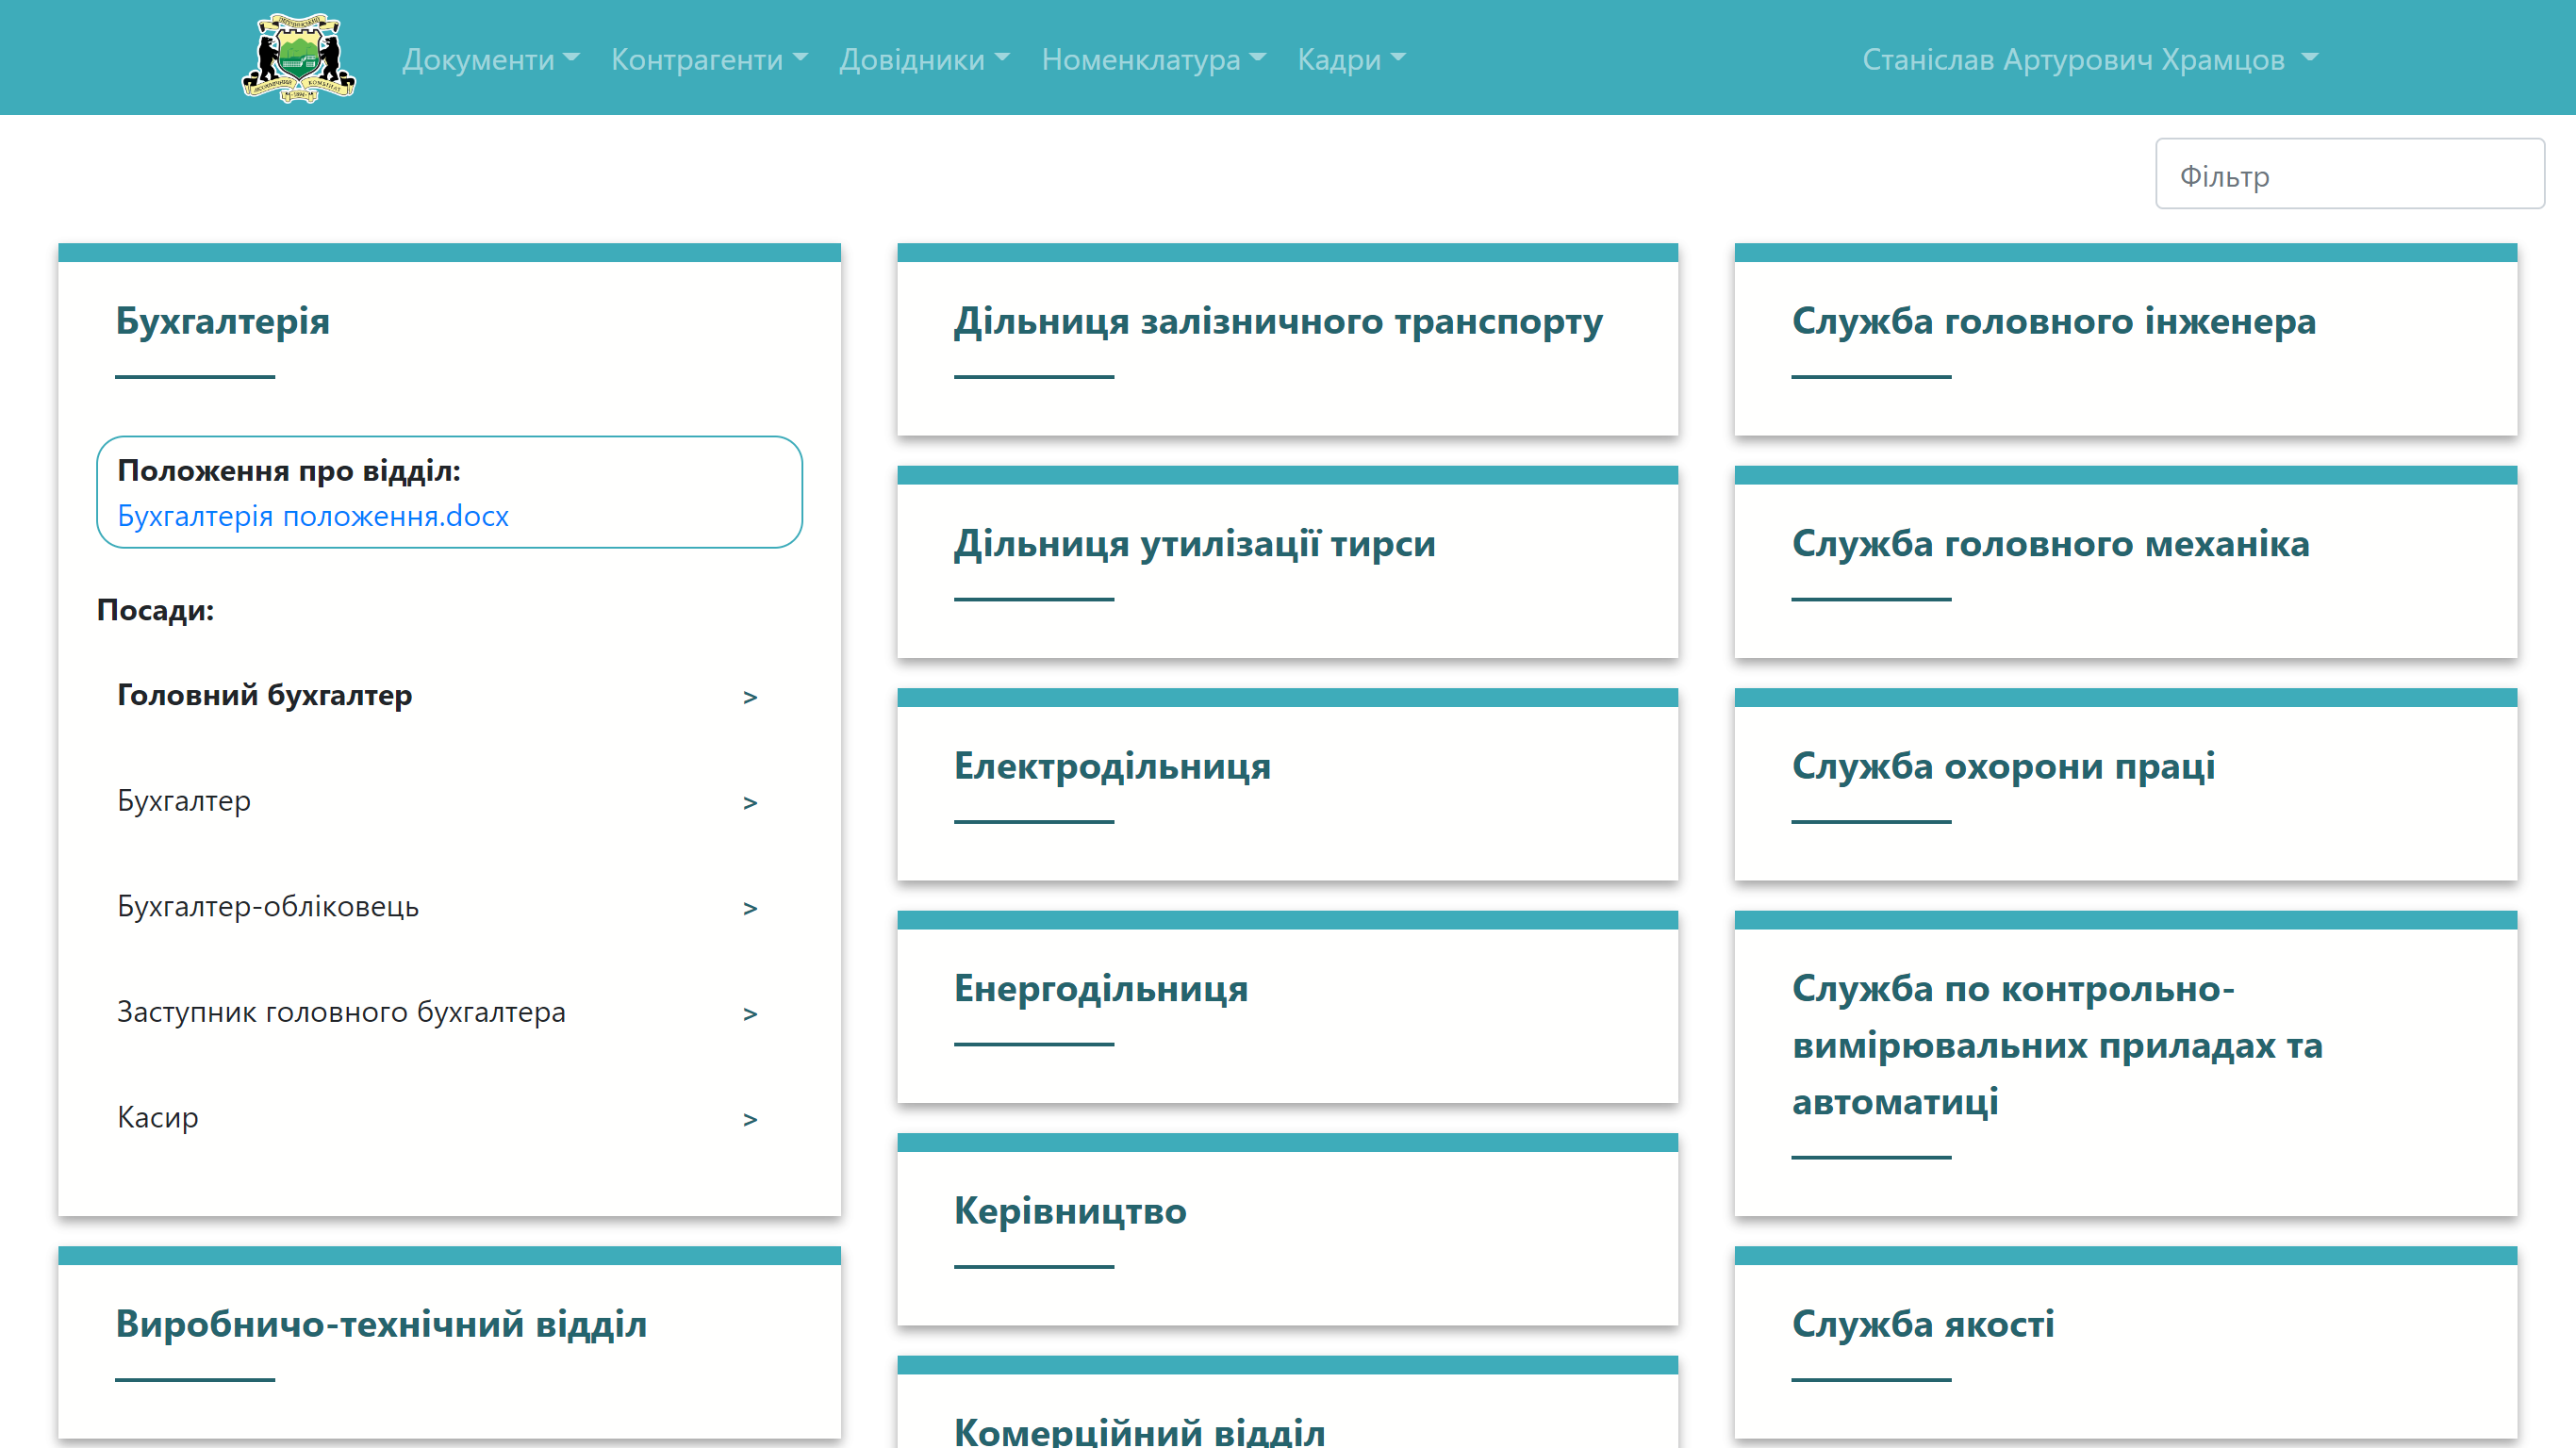 Документи
Контрагенти
Довідники
Номенклатура
Кадри
Станіслав Артурович Храмцов
Фільтр
Бухгалтерія
Положення про відділ:
Бухгалтерія положення.docx
Посади:
Головний бухгалтер >
Бухгалтер >
Бухгалтер-обліковець >
Заступник головного бухгалтера >
Касир >
Виробничо-технічний відділ
Дільниця залізничного транспорту
Дільниця утилізації тирси
Електродільниця
Енергодільниця
Керівництво
Комерційний відділ
Служба головного інженера
Служба головного механіка
Служба охорони праці
Служба по контрольно-
вимірювальних приладах та
автоматиці
Служба якості